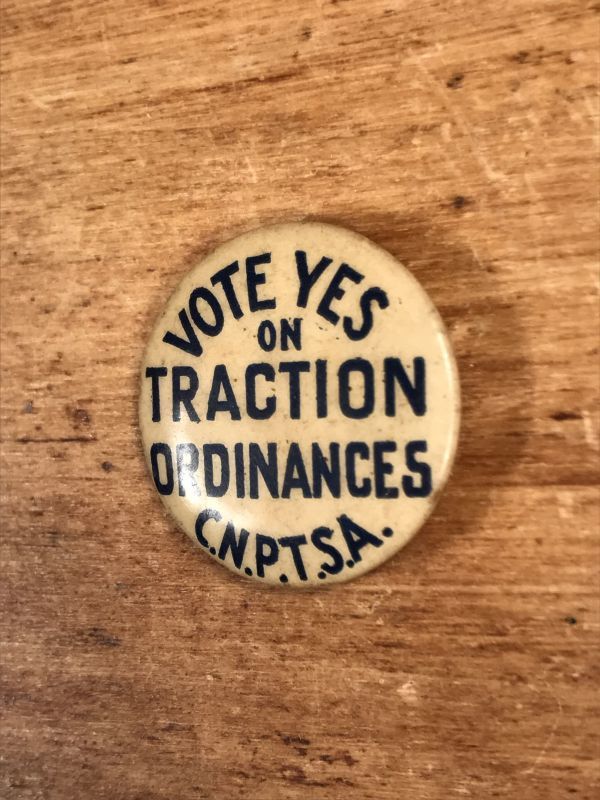 VOTE YES
ON
TRACTION
ORDINANCES
C.N.P.T.S.A.